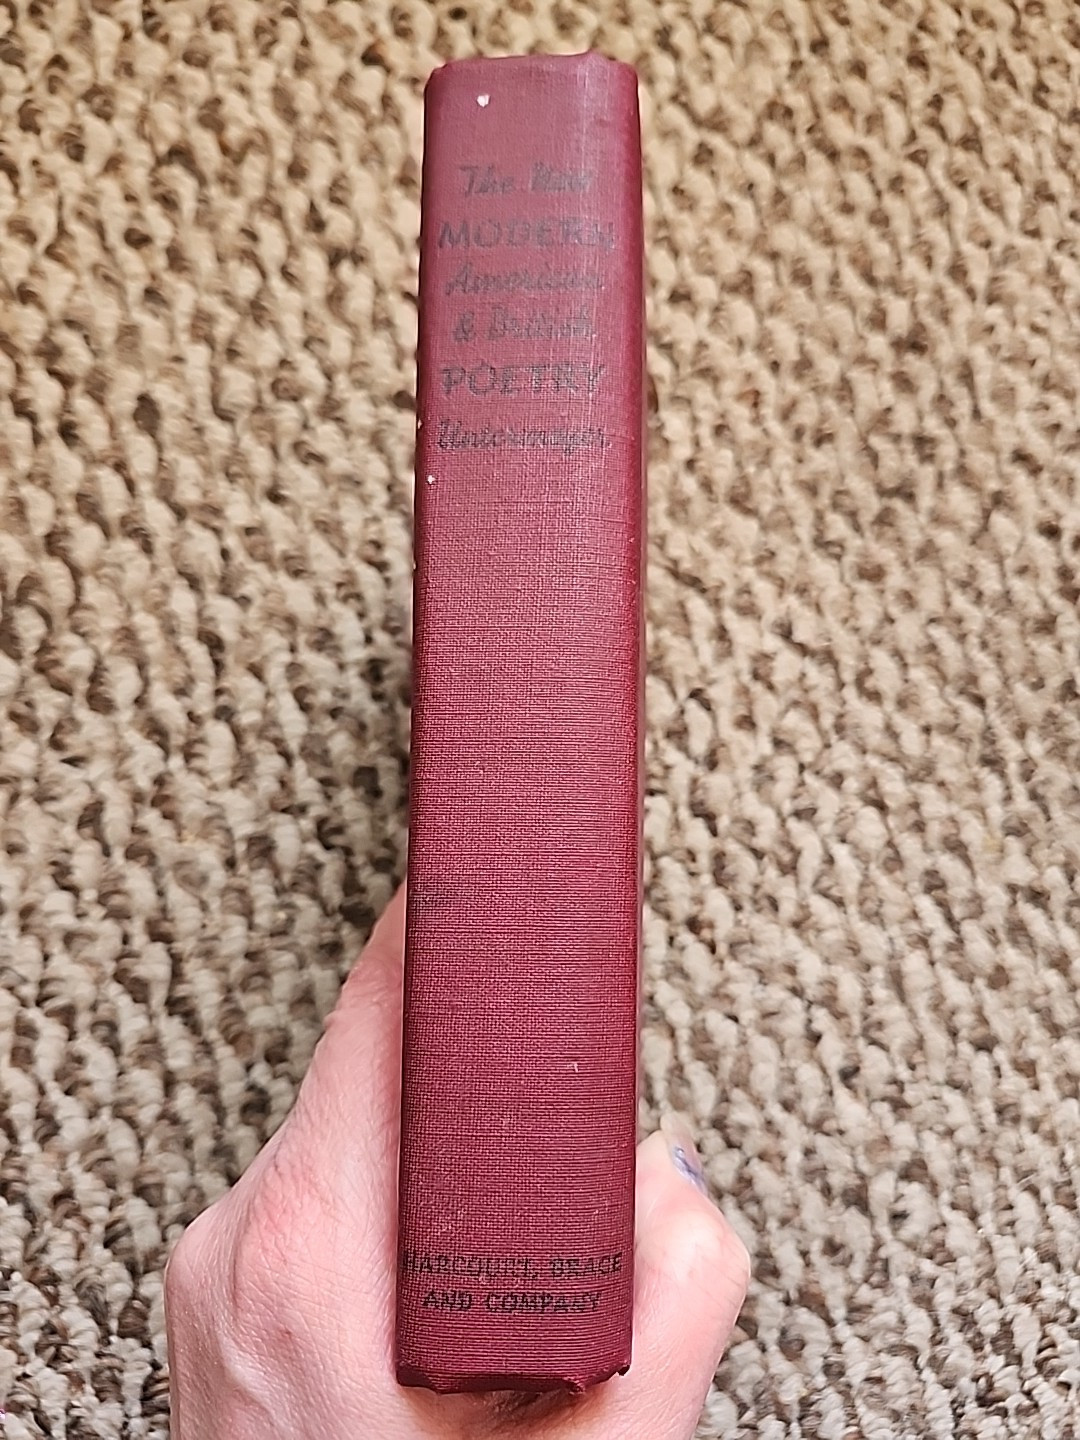 The New
MODERN
American
& British
POETRY
Untermeyer
HARCOURT, BRACE
AND COMPANY